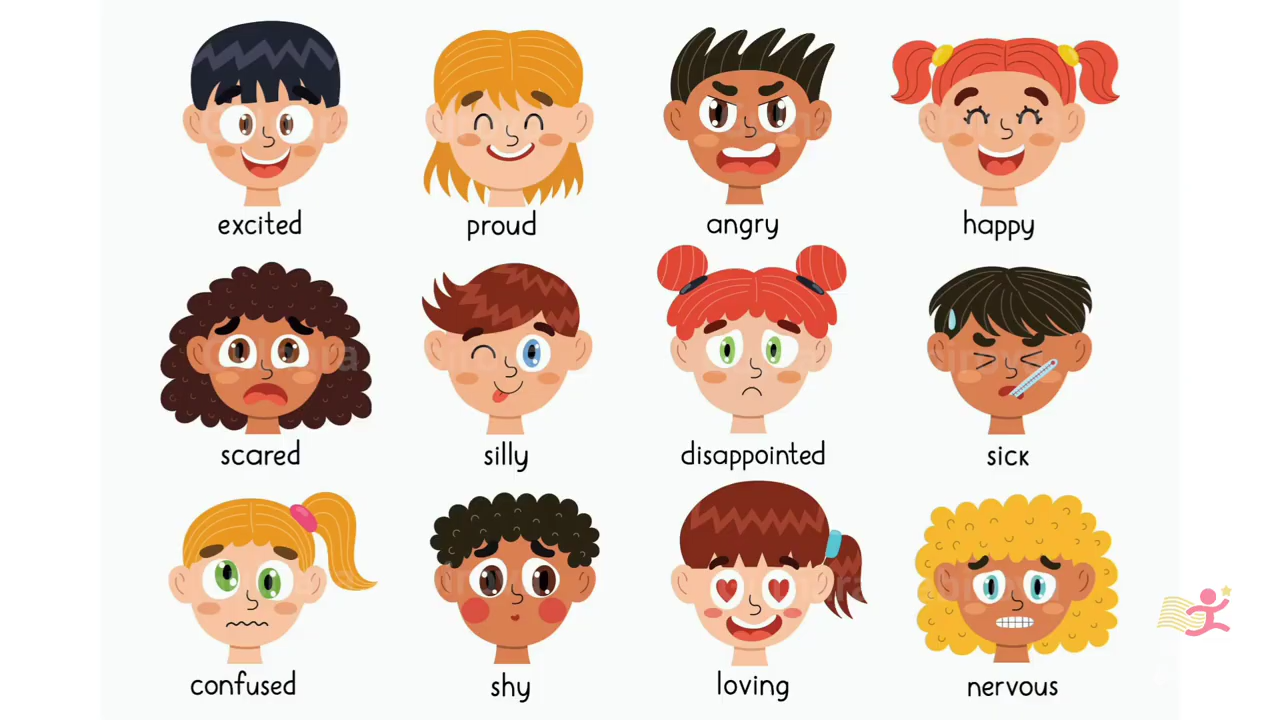 excited proud angry happy
scared silly disappointed sick
confused shy loving nervous